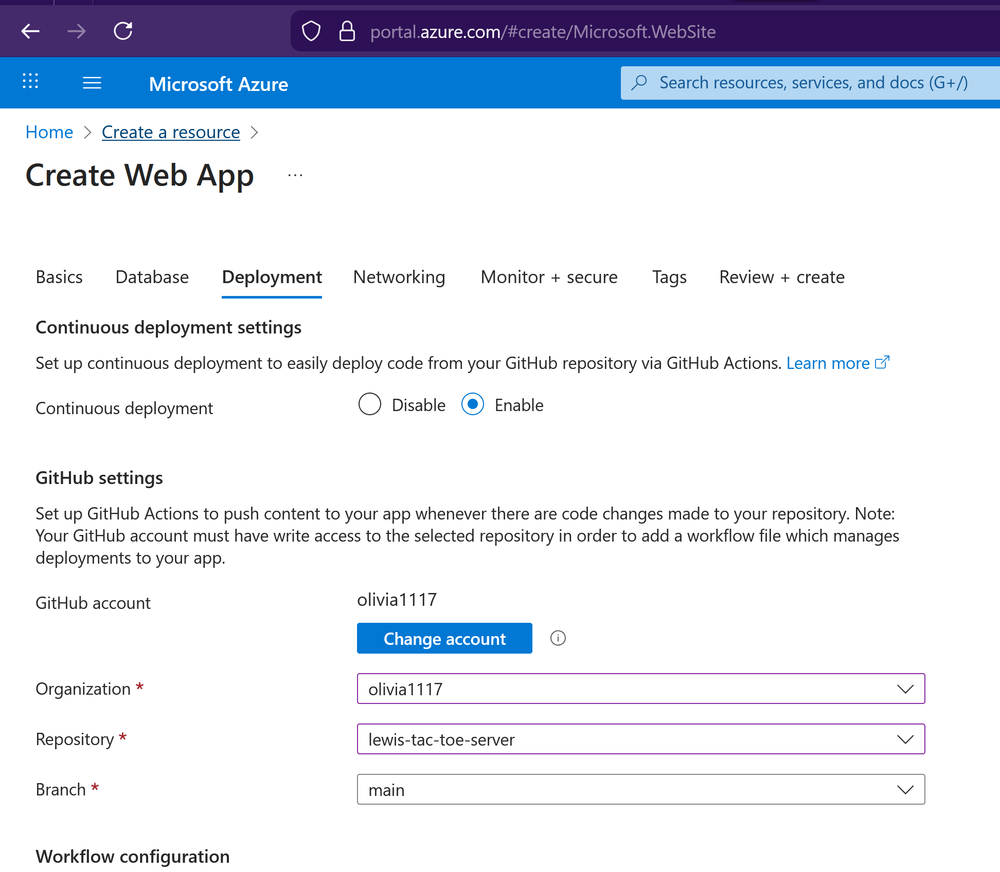 portal.azure.com/#create/Microsoft.WebSite
Microsoft Azure
Search resources, services, and docs (G+/)
Home > Create a resource >
Create Web App ...
Basics Database Deployment Networking Monitor + secure Tags Review + create
Continuous deployment settings
Set up continuous deployment to easily deploy code from your GitHub repository via GitHub Actions. Learn more
Continuous deployment Disable Enable
GitHub settings
Set up GitHub Actions to push content to your app whenever there are code changes made to your repository. Note:
Your GitHub account must have write access to the selected repository in order to add a workflow file which manages
deployments to your app.
GitHub account olivia1117
Change account
Organization * olivia1117
Repository * lewis-tac-toe-server
Branch * main
Workflow configuration